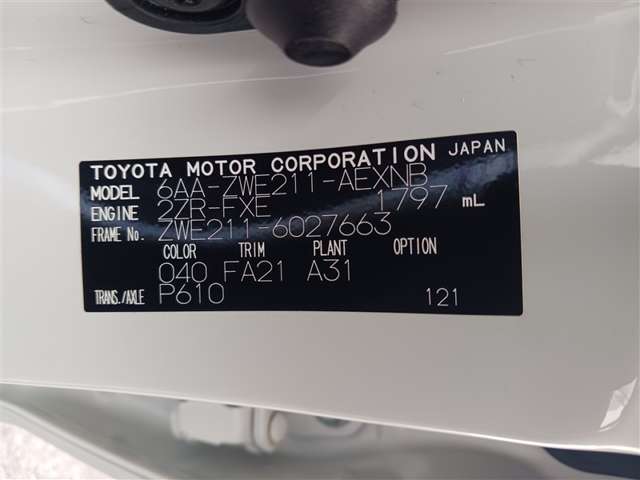 TOYOTA MOTOR CORPORATION JAPAN
MODEL 6AA-ZWE211-AEXNB
ENGINE 2ZR-FXE 1797 mL
FRAME No. ZWE211-6027663
COLOR TRIM PLANT OPTION
040 FA21 A31
TRANS./AXLE P610 121